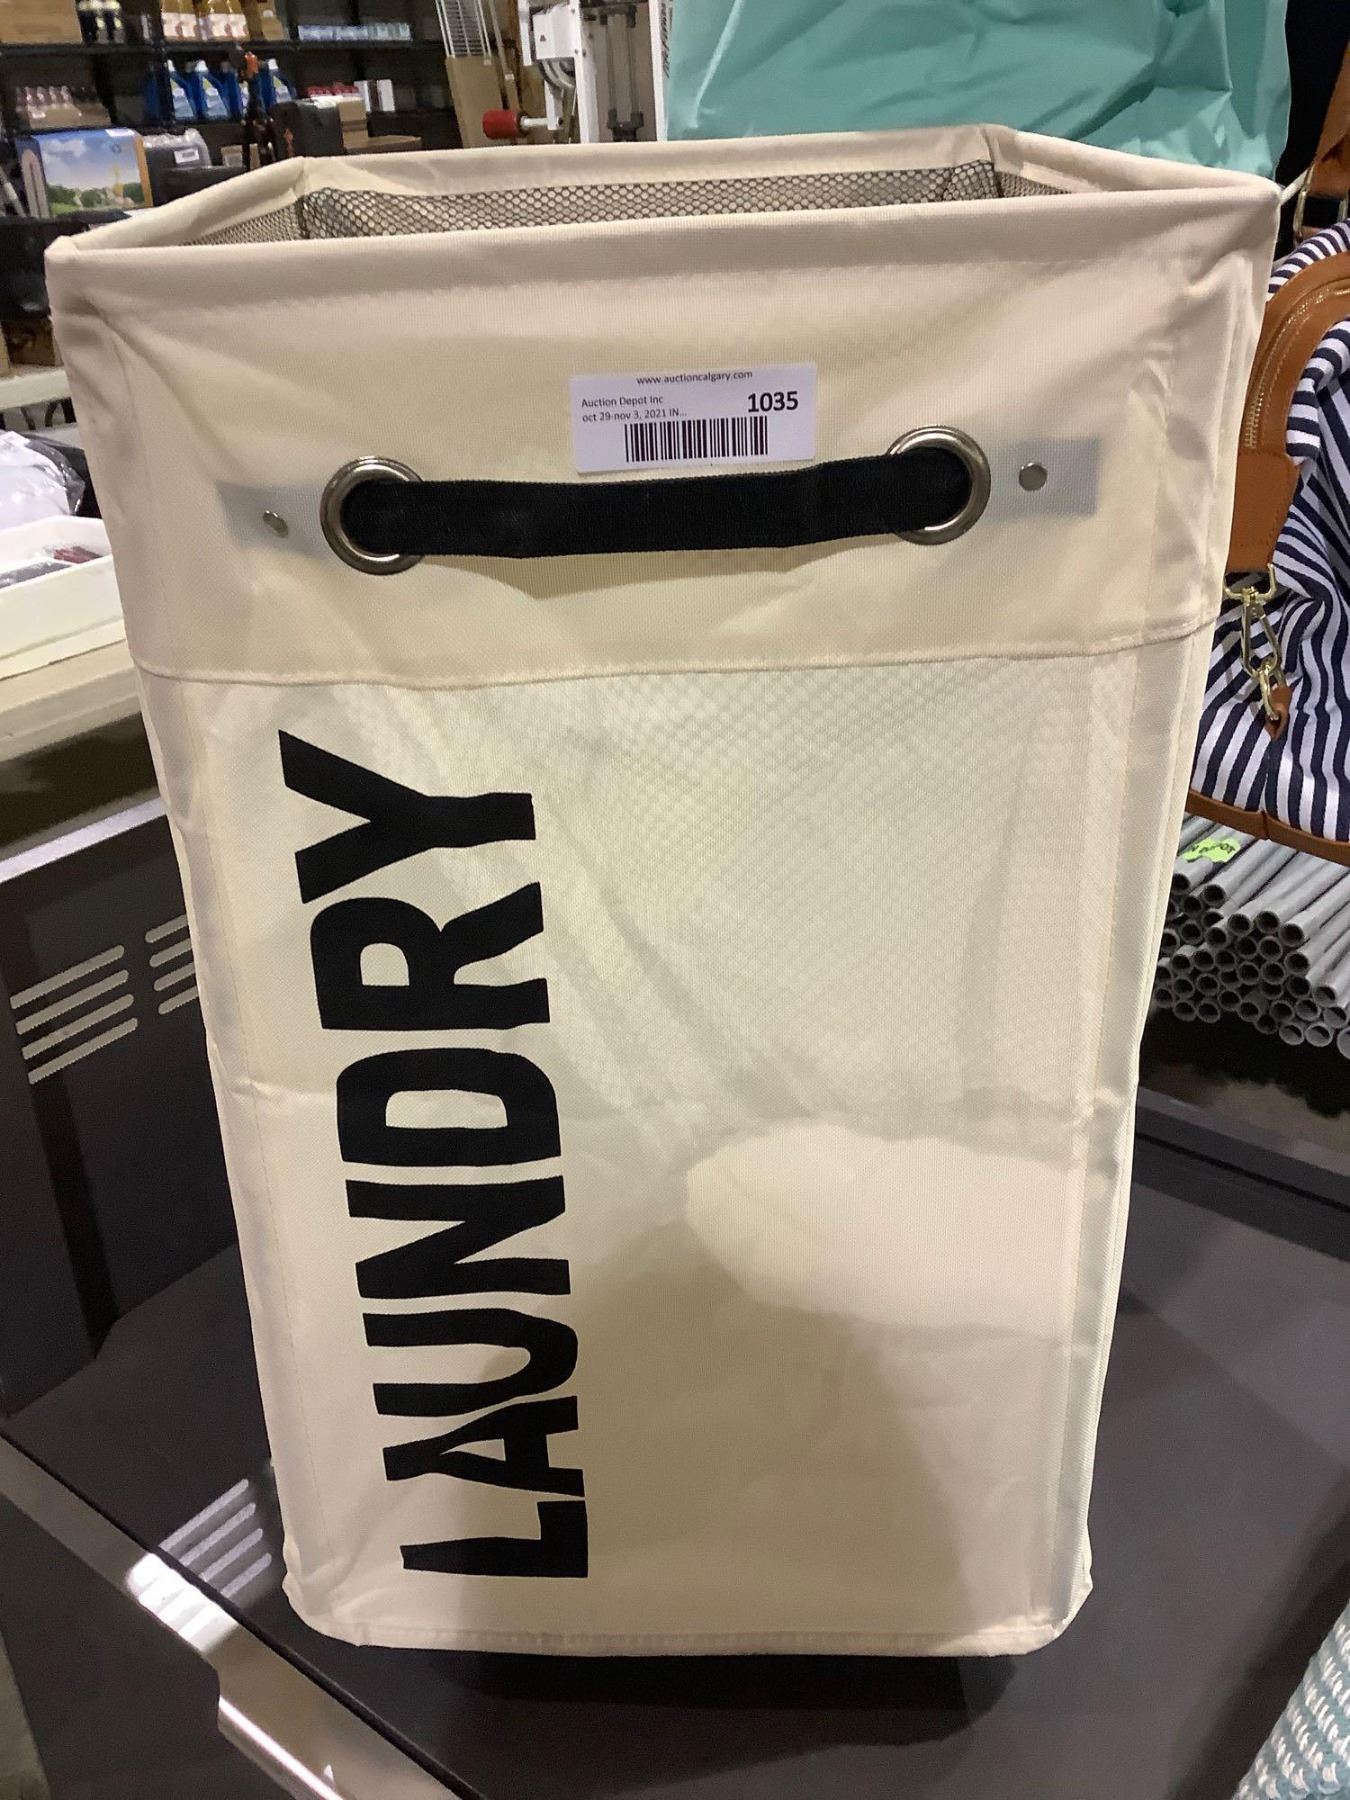 www.auctioncalgary.com
Auction Depot Inc
1035
oct 29-nov 3, 2021 IN...
LAUNDRY